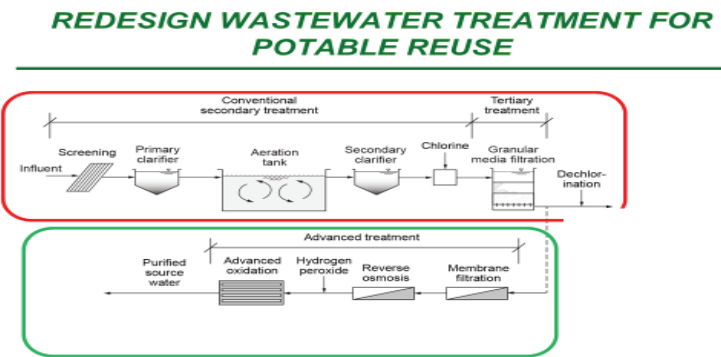 REDESIGN WASTEWATER TREATMENT FOR
POTABLE REUSE
Conventional
secondary treatment
Tertiary
treatment
Influent
Screening
Primary
clarifier
Aeration
tank
Secondary
clarifier
Chlorine
Granular
media filtration
Dechlor-
ination
Advanced treatment
Purified
source
water
Advanced
oxidation
Hydrogen
peroxide
Reverse
osmosis
Membrane
filtration